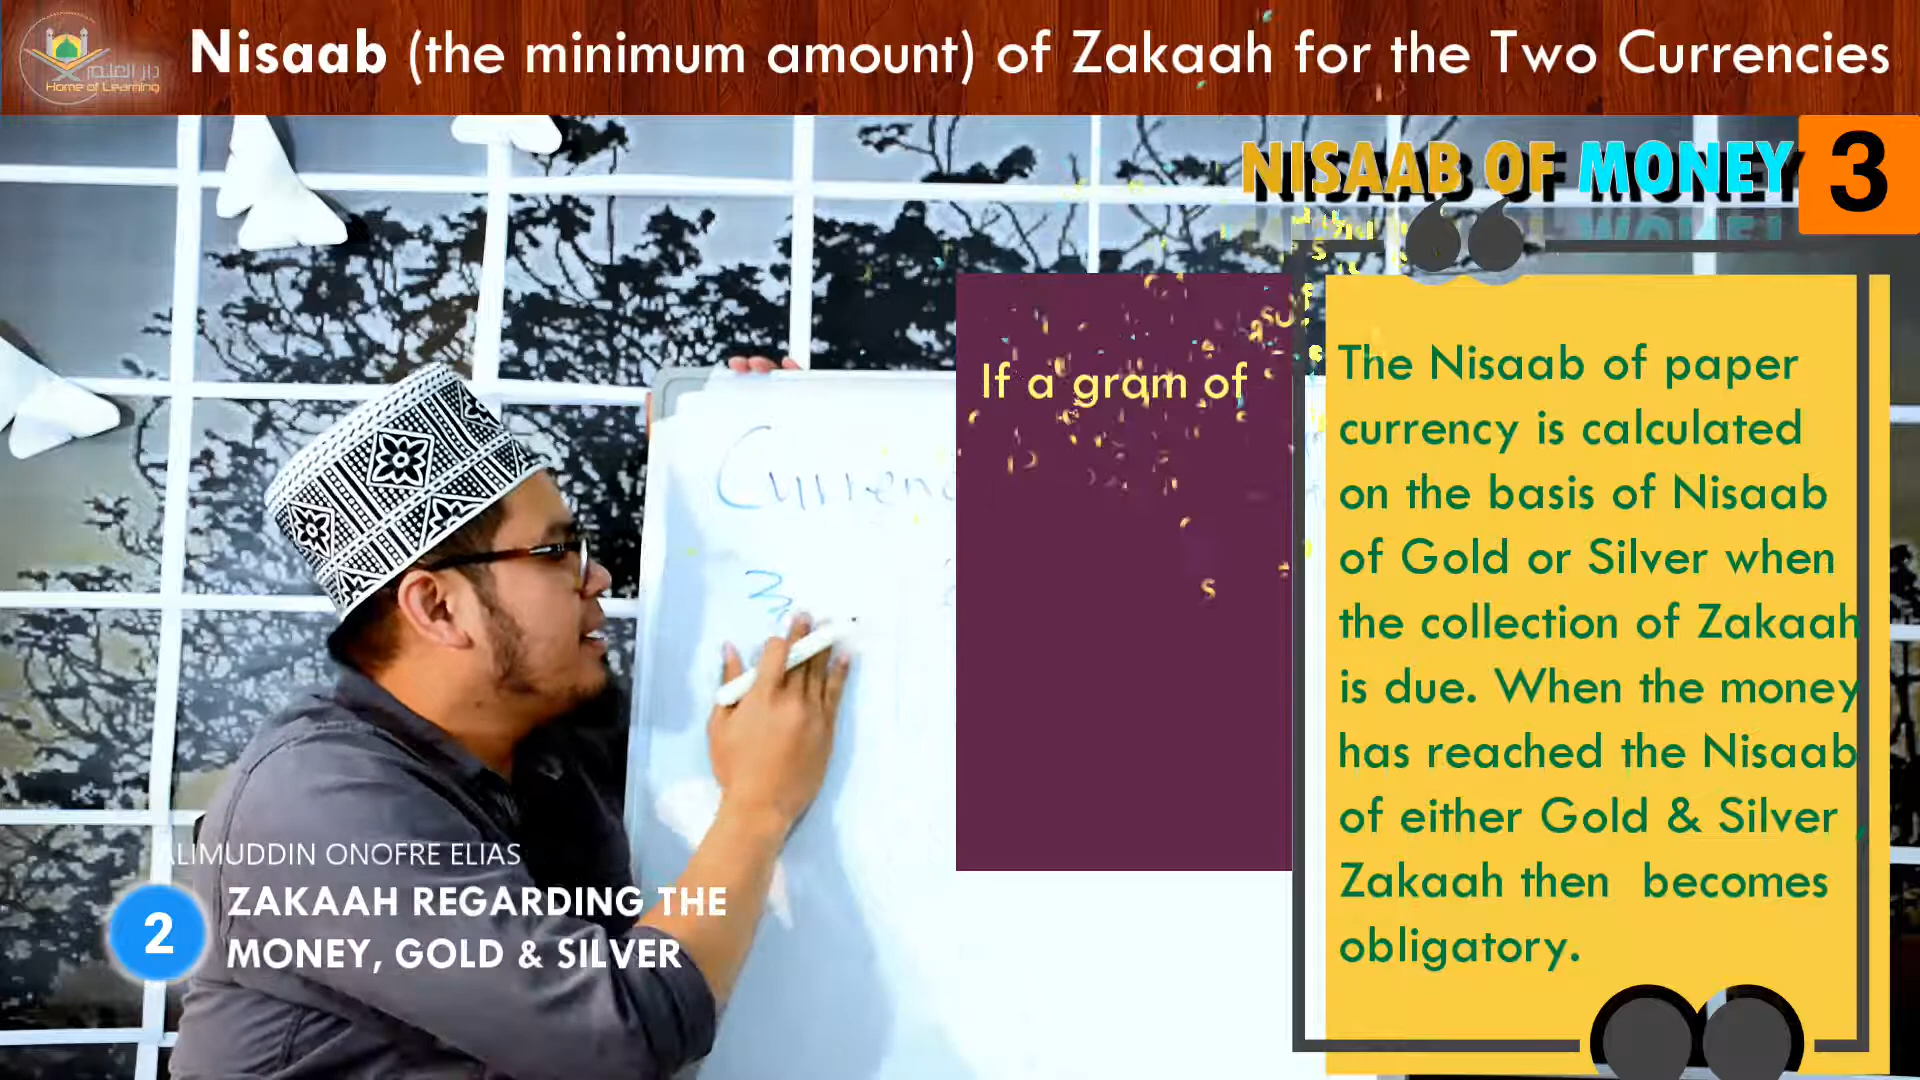 دار العلم
Home of Learning
Nisaab (the minimum amount) of Zakaah for the Two Currencies
NISAAB OF MONEY
3
If a gram of
The Nisaab of paper
currency is calculated
on the basis of Nisaab
of Gold or Silver when
the collection of Zakaah
is due. When the money
has reached the Nisaab
of either Gold & Silver ,
Zakaah then becomes
obligatory.
3
ALIMUDDIN ONOFRE ELIAS
2
ZAKAAH REGARDING THE
MONEY, GOLD & SILVER